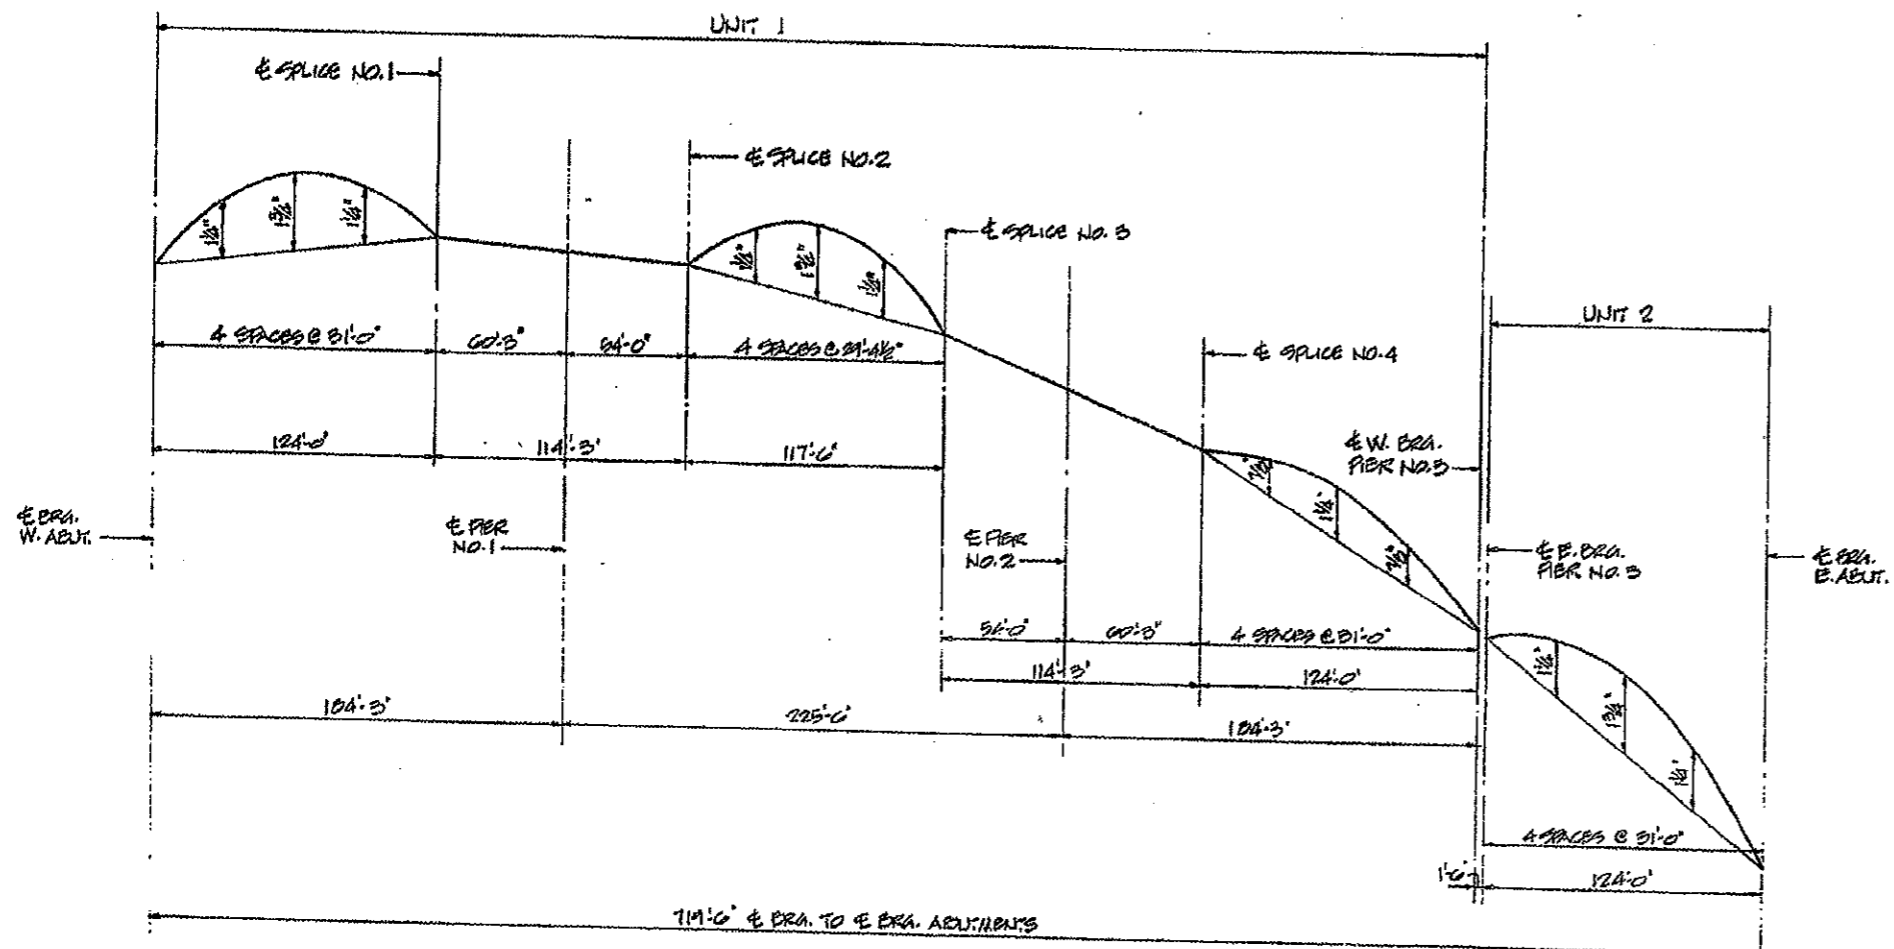 UNIT 1
℄ SPLICE NO.1
℄ SPLICE NO.2
℄ SPLICE NO. 3
UNIT 2
4 SPACES @ 31'-0"
60'-3"
54'-0"
4 SPACES @ 29'-4½"
℄ SPLICE NO.4
124'-0"
114'-3"
117'-6"
℄ W. BRG.
PIER NO.3
℄ BRG.
W. ABUT.
℄ PIER
NO.1
℄ PIER
NO.2
℄ E. BRG.
PIER NO. 3
℄ BRG.
E. ABUT.
1¾"
54'-0"
60'-3"
4 SPACES @ 31'-0"
114'-3"
124'-0"
184'-3"
225'-6"
184'-3"
4 SPACES @ 31'-0"
1'-6"
124'-0"
719'-6" ℄ BRG. TO ℄ BRG. ABUTMENTS